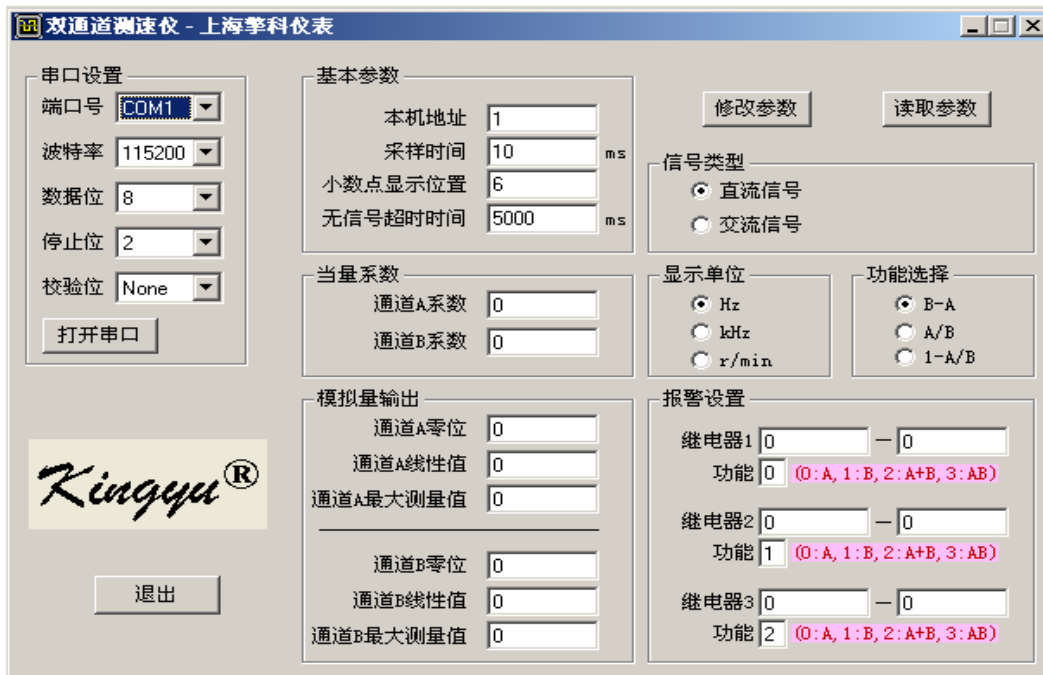 双通道测速仪 - 上海擎科仪表
串口设置
端口号 COM1
波特率 115200
数据位 8
停止位 2
校验位 None
打开串口
Kingyu®
退出
基本参数
本机地址 1
采样时间 10 ms
小数点显示位置 6
无信号超时时间 5000 ms
当量系数
通道A系数 0
通道B系数 0
模拟量输出
通道A零位 0
通道A线性值 0
通道A最大测量值 0
通道B零位 0
通道B线性值 0
通道B最大测量值 0
修改参数 读取参数
信号类型
直流信号
交流信号
显示单位
Hz
kHz
r/min
功能选择
B-A
A/B
1-A/B
报警设置
继电器1 0 — 0
功能 0 (0:A, 1:B, 2:A+B, 3:AB)
继电器2 0 — 0
功能 1 (0:A, 1:B, 2:A+B, 3:AB)
继电器3 0 — 0
功能 2 (0:A, 1:B, 2:A+B, 3:AB)